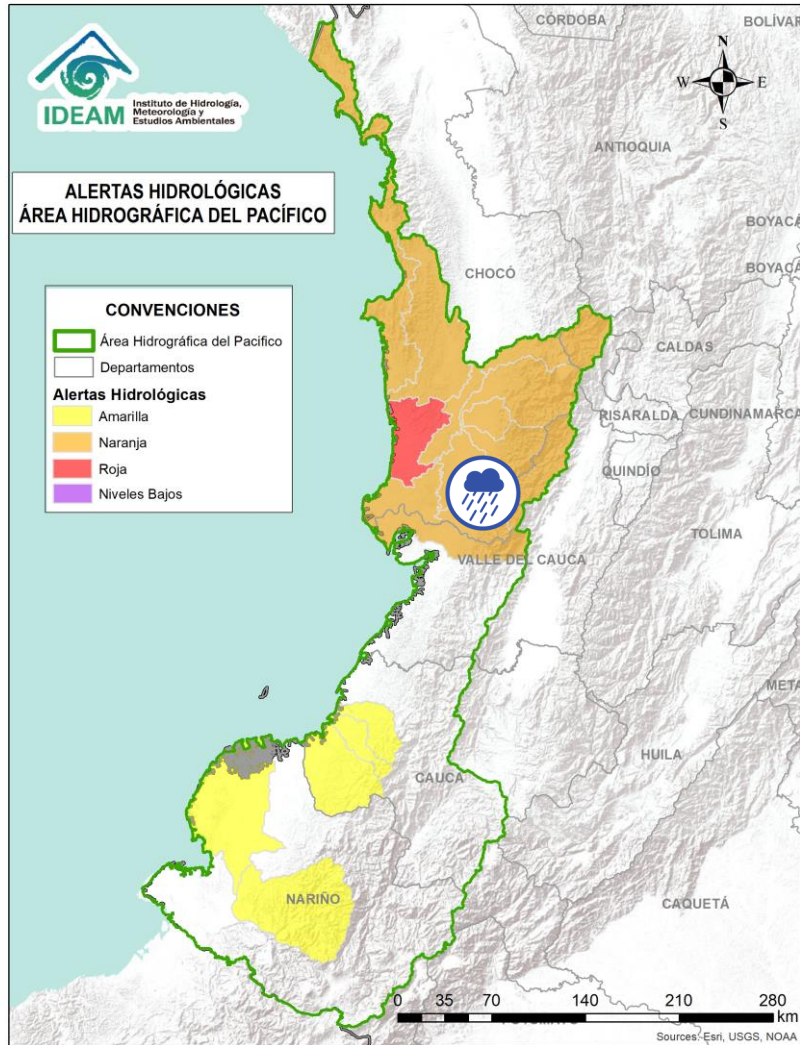 IDEAM
Instituto de Hidrología,
Meteorología y
Estudios Ambientales
CÓRDOBA
BOLÍVAR
N
W
E
S
ALERTAS HIDROLÓGICAS
ÁREA HIDROGRÁFICA DEL PACÍFICO
ANTIOQUIA
BOYACÁ
BOYACÁ
CHOCÓ
CONVENCIONES
Área Hidrográfica del Pacifico
Departamentos
Alertas Hidrológicas
Amarilla
Naranja
Roja
Niveles Bajos
CALDAS
RISARALDA
CUNDINAMARCA
QUINDÍO
TOLIMA
VALLE DEL CAUCA
META
HUILA
CAUCA
NARIÑO
CAQUETÁ
0 35 70 140 210 280
km
Sources: Esri, USGS, NOAA